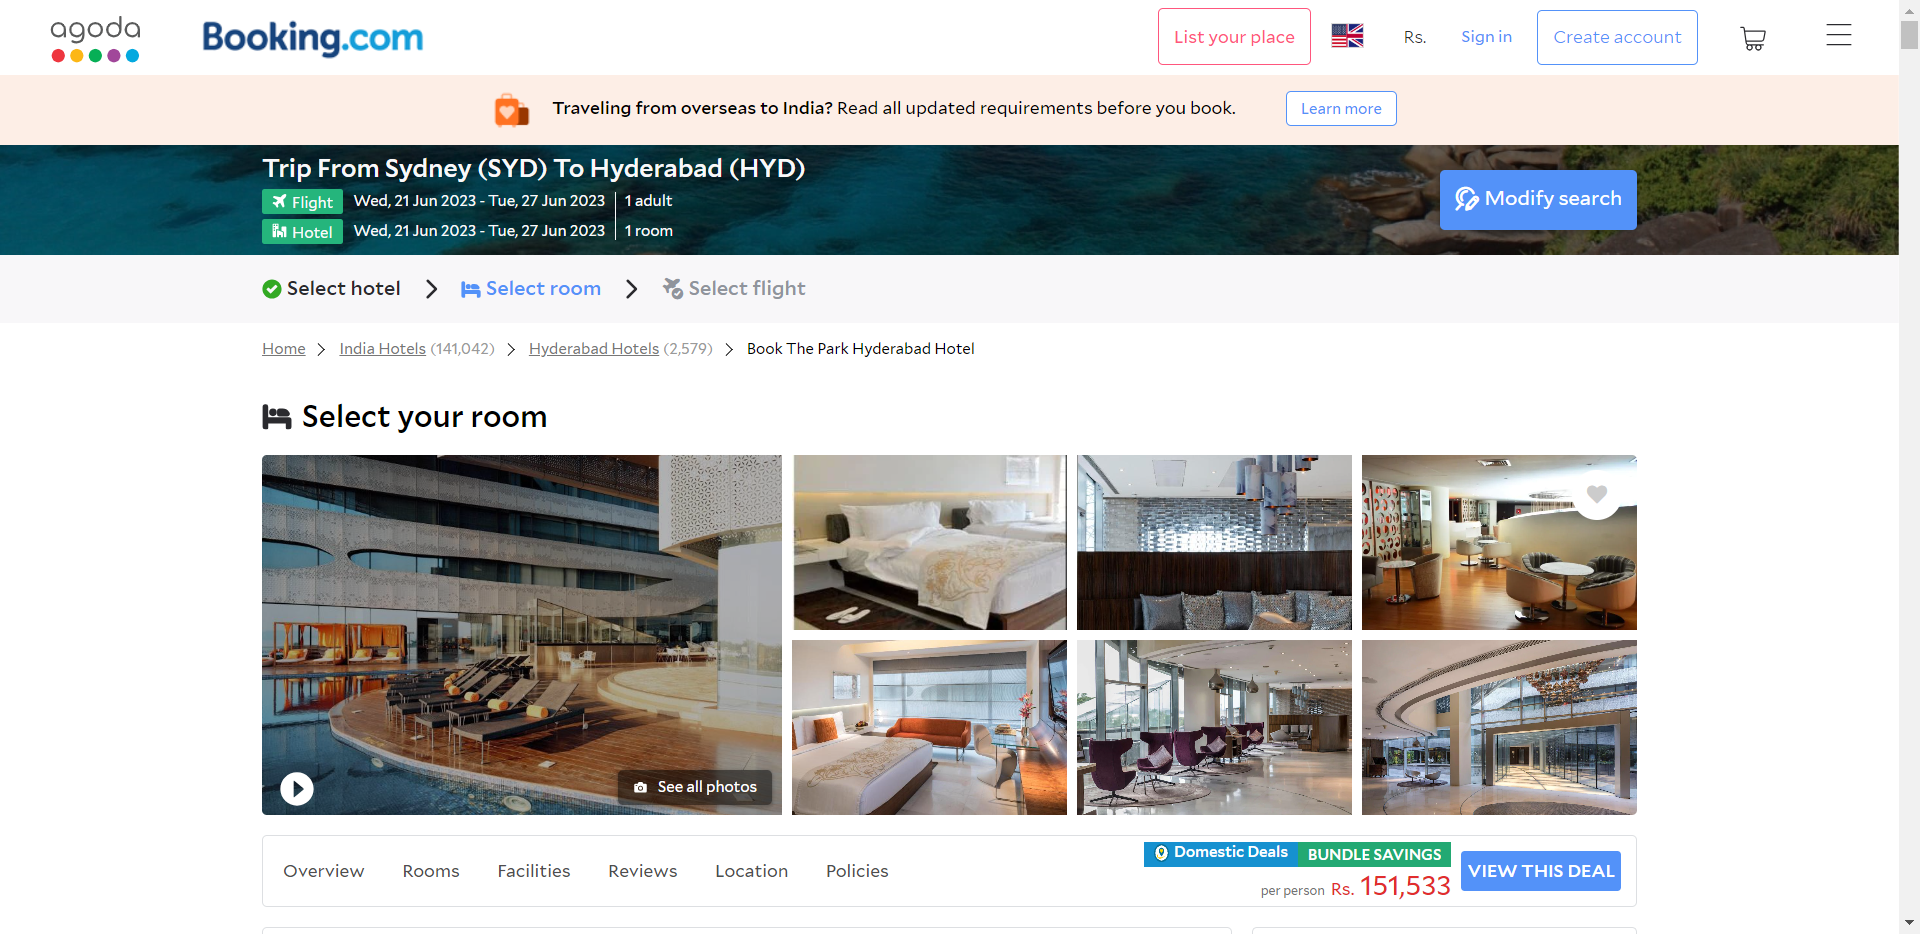 agoda
Booking.com
List your place
Rs.
Sign in
Create account
Traveling from overseas to India? Read all updated requirements before you book.
Learn more
Trip From Sydney (SYD) To Hyderabad (HYD)
Flight Wed, 21 Jun 2023 - Tue, 27 Jun 2023 1 adult
Hotel Wed, 21 Jun 2023 - Tue, 27 Jun 2023 1 room
Modify search
Select hotel
Select room
Select flight
Home
India Hotels (141,042)
Hyderabad Hotels (2,579)
Book The Park Hyderabad Hotel
Select your room
See all photos
Overview
Rooms
Facilities
Reviews
Location
Policies
Domestic Deals
BUNDLE SAVINGS
per person Rs. 151,533
VIEW THIS DEAL